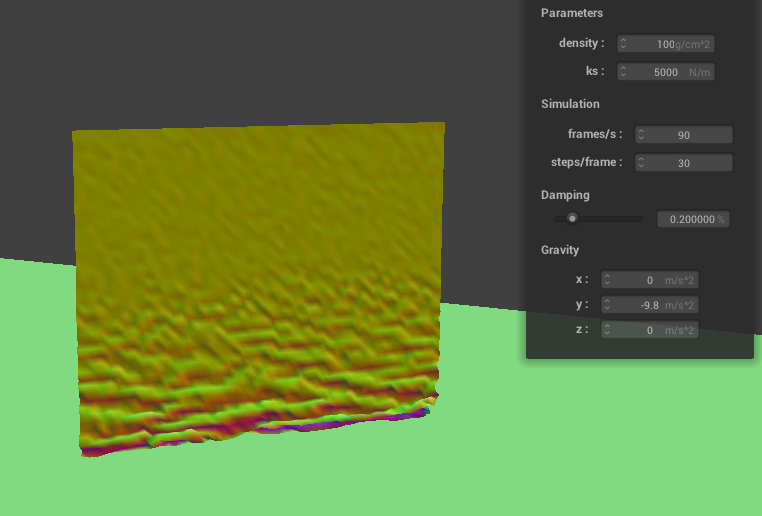 Parameters
density : 100 g/cm^2
ks : 5000 N/m
Simulation
frames/s : 90
steps/frame : 30
Damping
0.200000 %
Gravity
x : 0 m/s^2
y : -9.8 m/s^2
z : 0 m/s^2